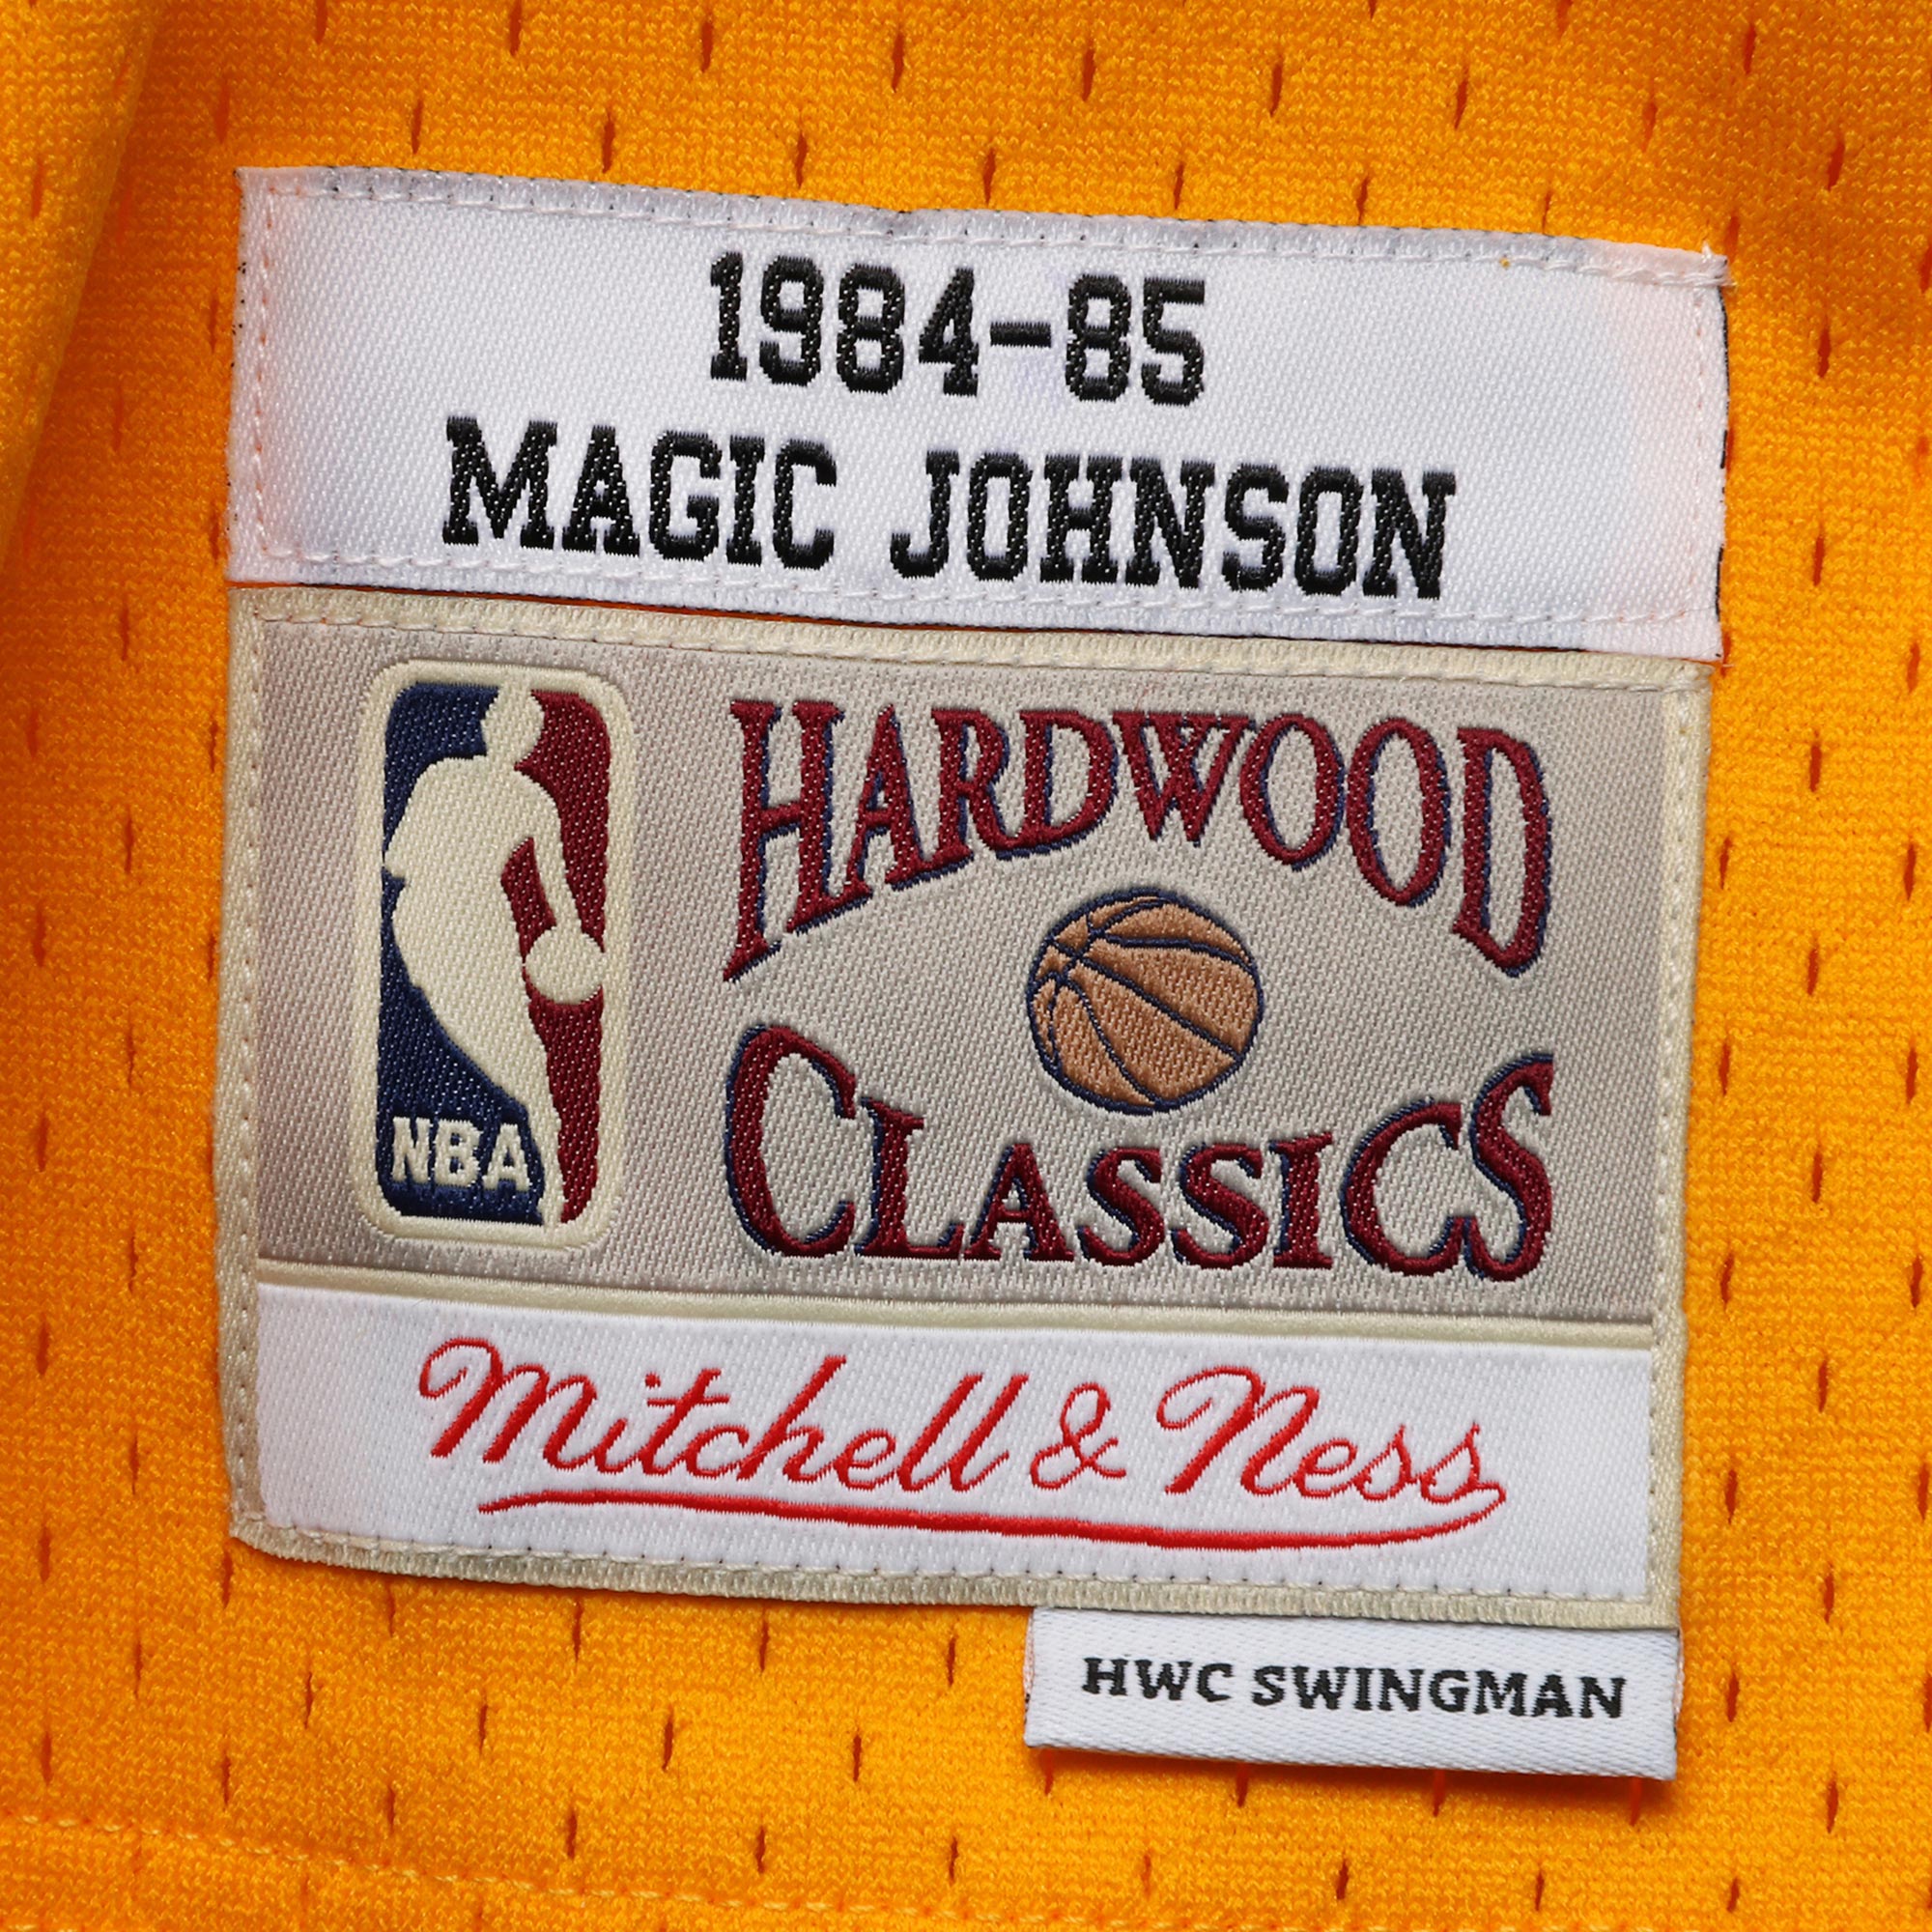 1984-85
MAGIC JOHNSON
NBA
HARDWOOD
CLASSICS
Mitchell & Ness
HWC SWINGMAN